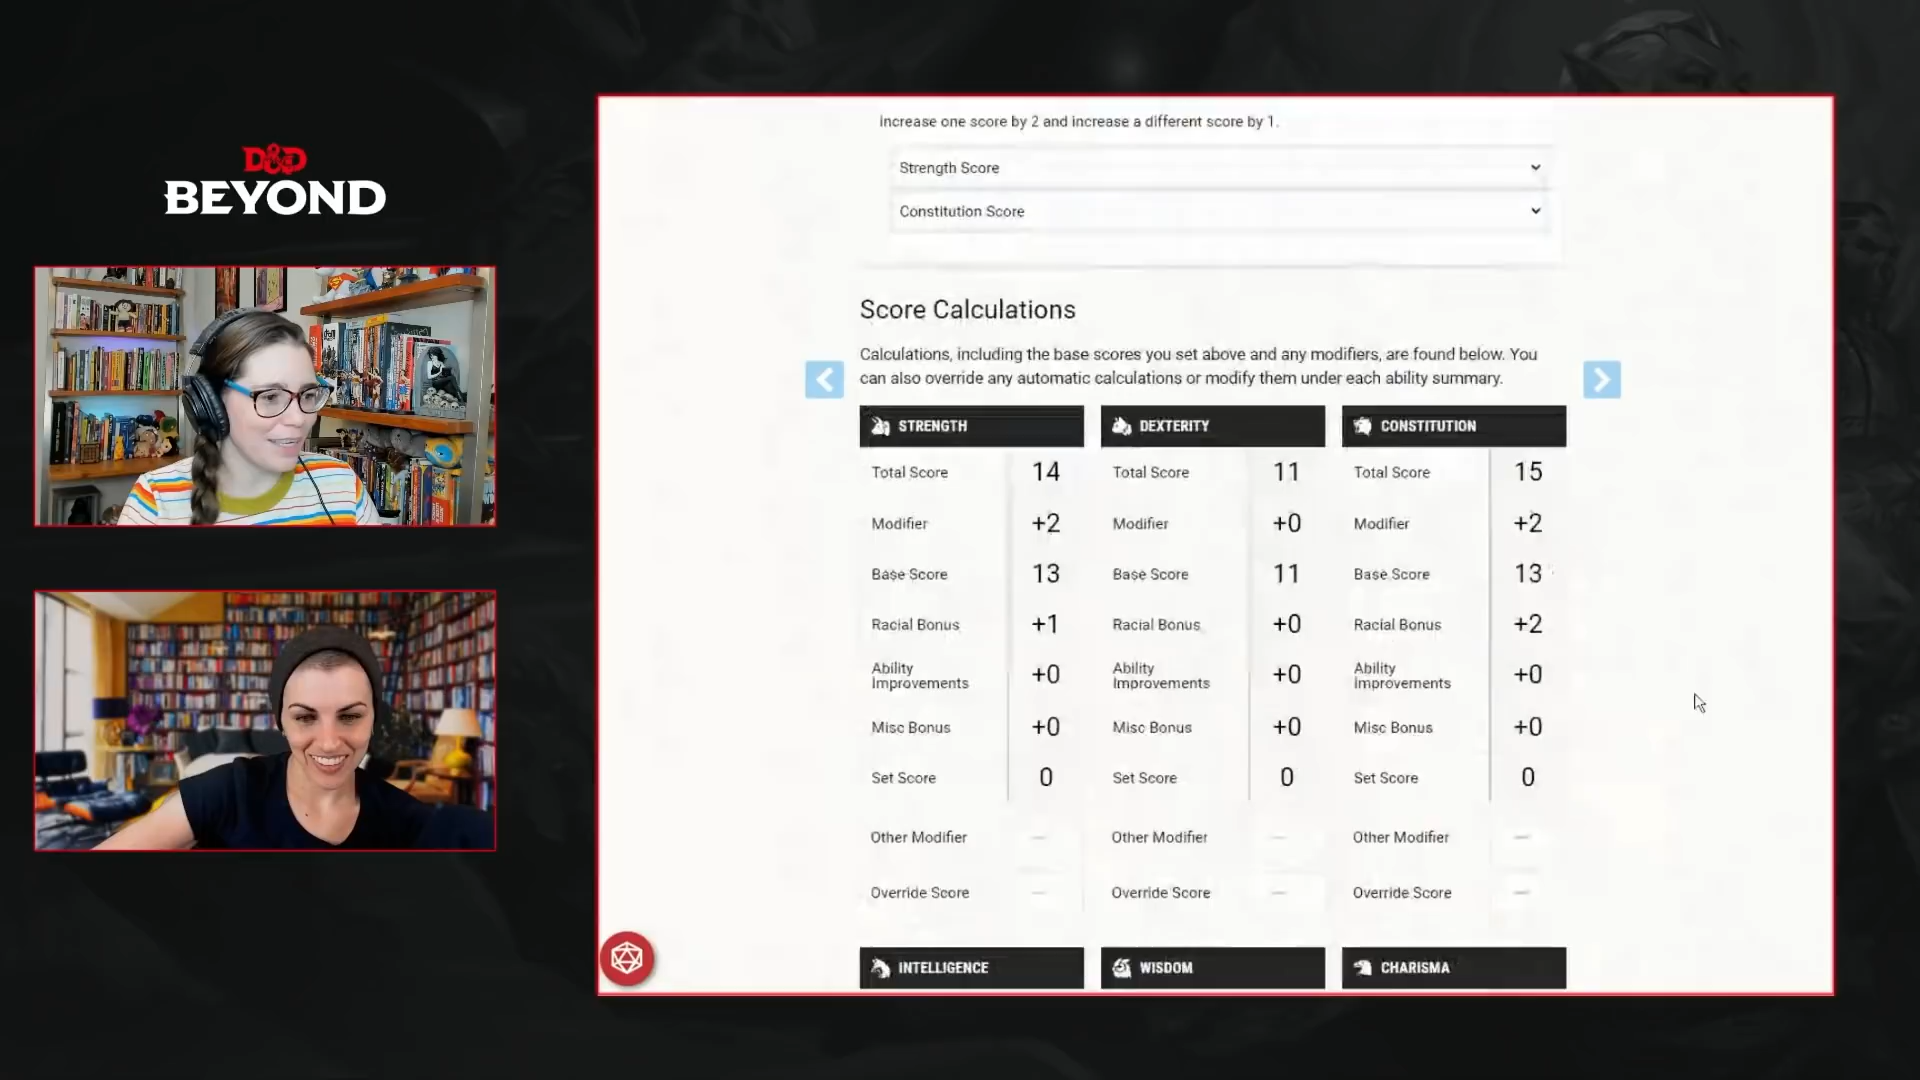 D&D
BEYOND
Increase one score by 2 and increase a different score by 1.
Strength Score
Constitution Score
Score Calculations
Calculations, including the base scores you set above and any modifiers, are found below. You
can also override any automatic calculations or modify them under each ability summary.
STRENGTH
Total Score 14
Modifier +2
Base Score 13
Racial Bonus +1
Ability
Improvements +0
Misc Bonus +0
Set Score 0
Other Modifier --
Override Score --
DEXTERITY
Total Score 11
Modifier +0
Base Score 11
Racial Bonus +0
Ability
Improvements +0
Misc Bonus +0
Set Score 0
Other Modifier --
Override Score --
CONSTITUTION
Total Score 15
Modifier +2
Base Score 13
Racial Bonus +2
Ability
Improvements +0
Misc Bonus +0
Set Score 0
Other Modifier --
Override Score --
INTELLIGENCE
WISDOM
CHARISMA